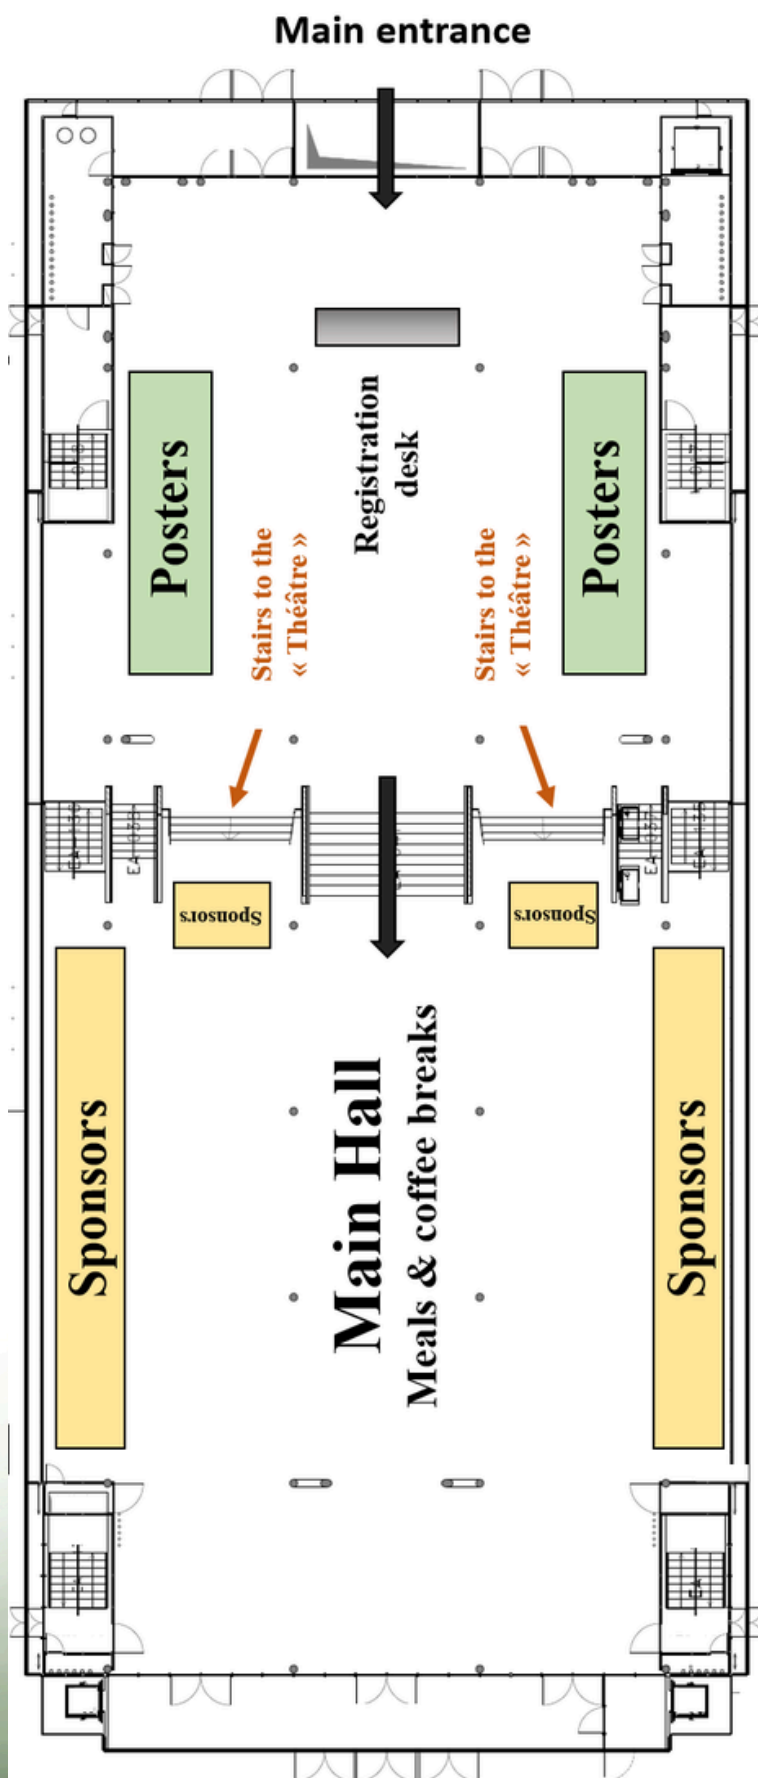 Main entrance
Registration
desk
Posters
Posters
Stairs to the
« Théâtre »
Stairs to the
« Théâtre »
Sponsors
Sponsors
Main Hall
Meals & coffee breaks
Sponsors
Sponsors